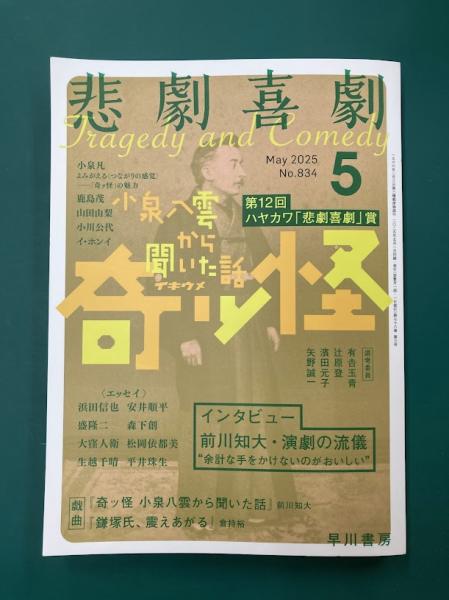 悲劇喜劇
Tragedy and Comedy
May 2025
No.834
5
小泉凡
よみがえる〈つながりの感覚〉
——「奇ッ怪」の魅力
鹿島茂
山田由梨
小川公代
イ・ホンイ
第12回
ハヤカワ「悲劇喜劇」賞
小泉八雲
から
聞いた話
イキウメ
奇ッ怪
選考委員
有吉玉青
辻原登
濱田元子
矢野誠一
〈エッセイ〉
浜田信也 安井順平
盛隆二 森下創
大窪人衛 松岡依都美
生越千晴 平井珠生
インタビュー
前川知大・演劇の流儀
“余計な手をかけないのがおいしい”
戯曲
『奇ッ怪 小泉八雲から聞いた話』前川知大
『鎌塚氏、震えあがる』倉持裕
早川書房